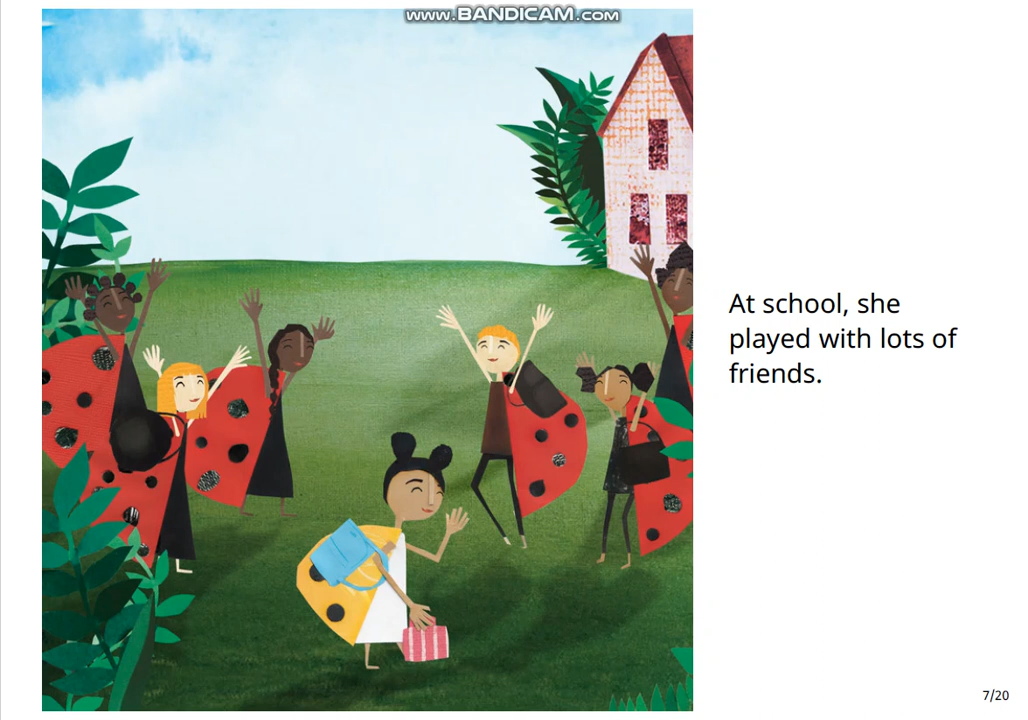 www.BANDICAM.com
At school, she
played with lots of
friends.
7/20